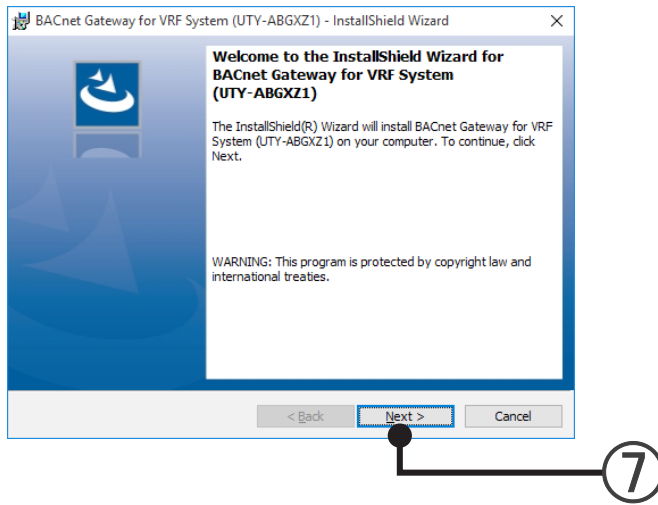 BACnet Gateway for VRF System (UTY-ABGXZ1) - InstallShield Wizard
Welcome to the InstallShield Wizard for
BACnet Gateway for VRF System
(UTY-ABGXZ1)
The InstallShield(R) Wizard will install BACnet Gateway for VRF
System (UTY-ABGXZ1) on your computer. To continue, click
Next.
WARNING: This program is protected by copyright law and
international treaties.
< Back Next > Cancel
⑦